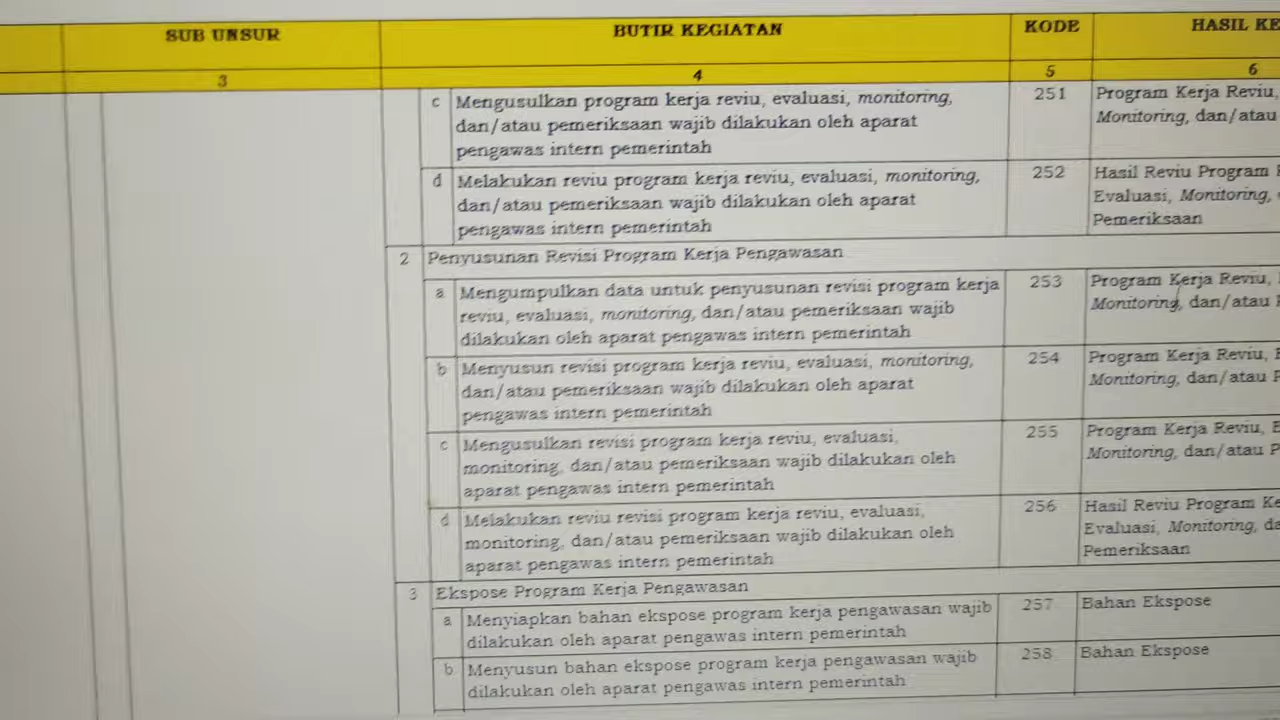 SUB UNSUR
BUTIR KEGIATAN
KODE
HASIL KE
3
4
5
6
c Mengusulkan program kerja reviu, evaluasi, monitoring,
dan/atau pemeriksaan wajib dilakukan oleh aparat
pengawas intern pemerintah
251
Program Kerja Reviu,
Monitoring, dan/atau
d Melakukan reviu program kerja reviu, evaluasi, monitoring,
dan/atau pemeriksaan wajib dilakukan oleh aparat
pengawas intern pemerintah
252
Hasil Reviu Program
Evaluasi, Monitoring,
Pemeriksaan
2 Penyusunan Revisi Program Kerja Pengawasan
a Mengumpulkan data untuk penyusunan revisi program kerja
reviu, evaluasi, monitoring, dan/atau pemeriksaan wajib
dilakukan oleh aparat pengawas intern pemerintah
253
Program Kerja Reviu,
Monitoring, dan/atau
b Menyusun revisi program kerja reviu, evaluasi, monitoring,
dan/atau pemeriksaan wajib dilakukan oleh aparat
pengawas intern pemerintah
254
Program Kerja Reviu, E
Monitoring, dan/atau P
c Mengusulkan revisi program kerja reviu, evaluasi,
monitoring, dan/atau pemeriksaan wajib dilakukan oleh
aparat pengawas intern pemerintah
255
Program Kerja Reviu, E
Monitoring, dan/atau P
d Melakukan reviu revisi program kerja reviu, evaluasi,
monitoring, dan/atau pemeriksaan wajib dilakukan oleh
aparat pengawas intern pemerintah
256
Hasil Reviu Program Ke
Evaluasi, Monitoring, da
Pemeriksaan
3 Ekspose Program Kerja Pengawasan
a Menyiapkan bahan ekspose program kerja pengawasan wajib
dilakukan oleh aparat pengawas intern pemerintah
257
Bahan Ekspose
b Menyusun bahan ekspose program kerja pengawasan wajib
dilakukan oleh aparat pengawas intern pemerintah
258
Bahan Ekspose